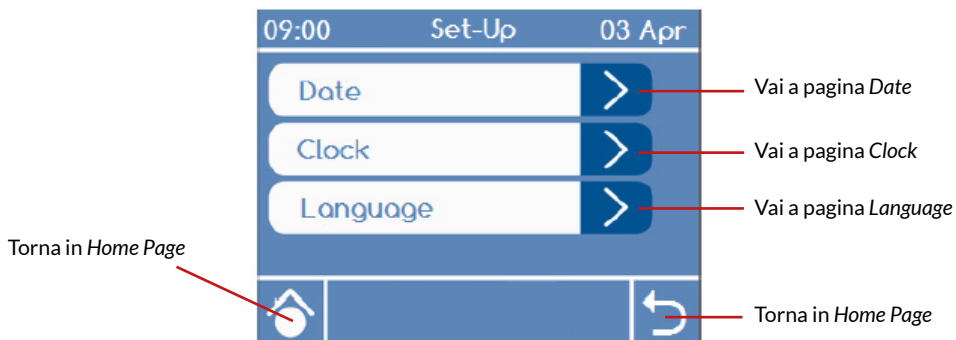 09:00 Set-Up 03 Apr
Date
Vai a pagina Date
Clock
Vai a pagina Clock
Language
Vai a pagina Language
Torna in Home Page
Torna in Home Page